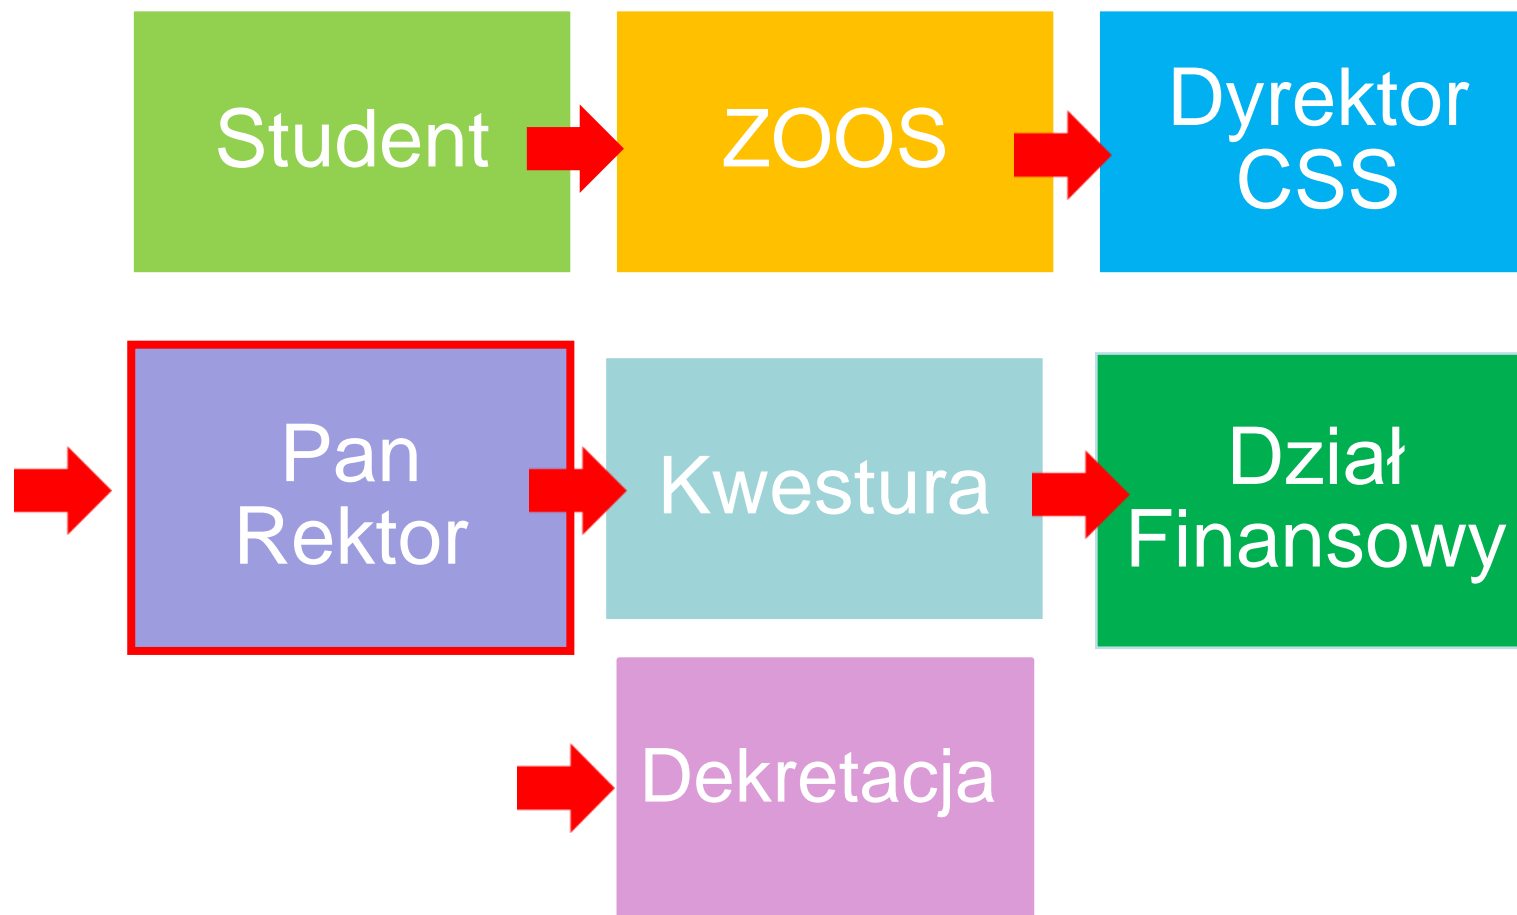 Student
ZOOS
Dyrektor
CSS
Pan
Rektor
Kwestura
Dział
Finansowy
Dekretacja